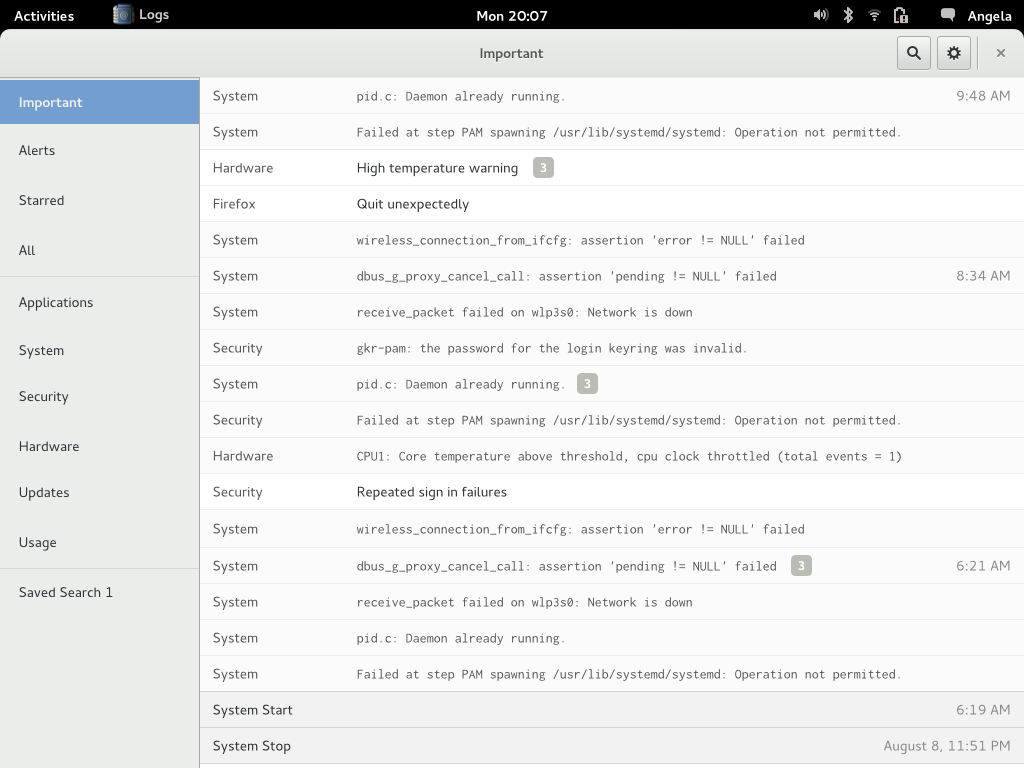 Activities Logs Mon 20:07 Angela
Important
Important
Alerts
Starred
All
Applications
System
Security
Hardware
Updates
Usage
Saved Search 1
System pid.c: Daemon already running. 9:48 AM
System Failed at step PAM spawning /usr/lib/systemd/systemd: Operation not permitted.
Hardware High temperature warning 3
Firefox Quit unexpectedly
System wireless_connection_from_ifcfg: assertion 'error != NULL' failed
System dbus_g_proxy_cancel_call: assertion 'pending != NULL' failed 8:34 AM
System receive_packet failed on wlp3s0: Network is down
Security gkr-pam: the password for the login keyring was invalid.
System pid.c: Daemon already running. 3
Security Failed at step PAM spawning /usr/lib/systemd/systemd: Operation not permitted.
Hardware CPU1: Core temperature above threshold, cpu clock throttled (total events = 1)
Security Repeated sign in failures
System wireless_connection_from_ifcfg: assertion 'error != NULL' failed
System dbus_g_proxy_cancel_call: assertion 'pending != NULL' failed 3 6:21 AM
System receive_packet failed on wlp3s0: Network is down
System pid.c: Daemon already running.
System Failed at step PAM spawning /usr/lib/systemd/systemd: Operation not permitted.
System Start 6:19 AM
System Stop August 8, 11:51 PM